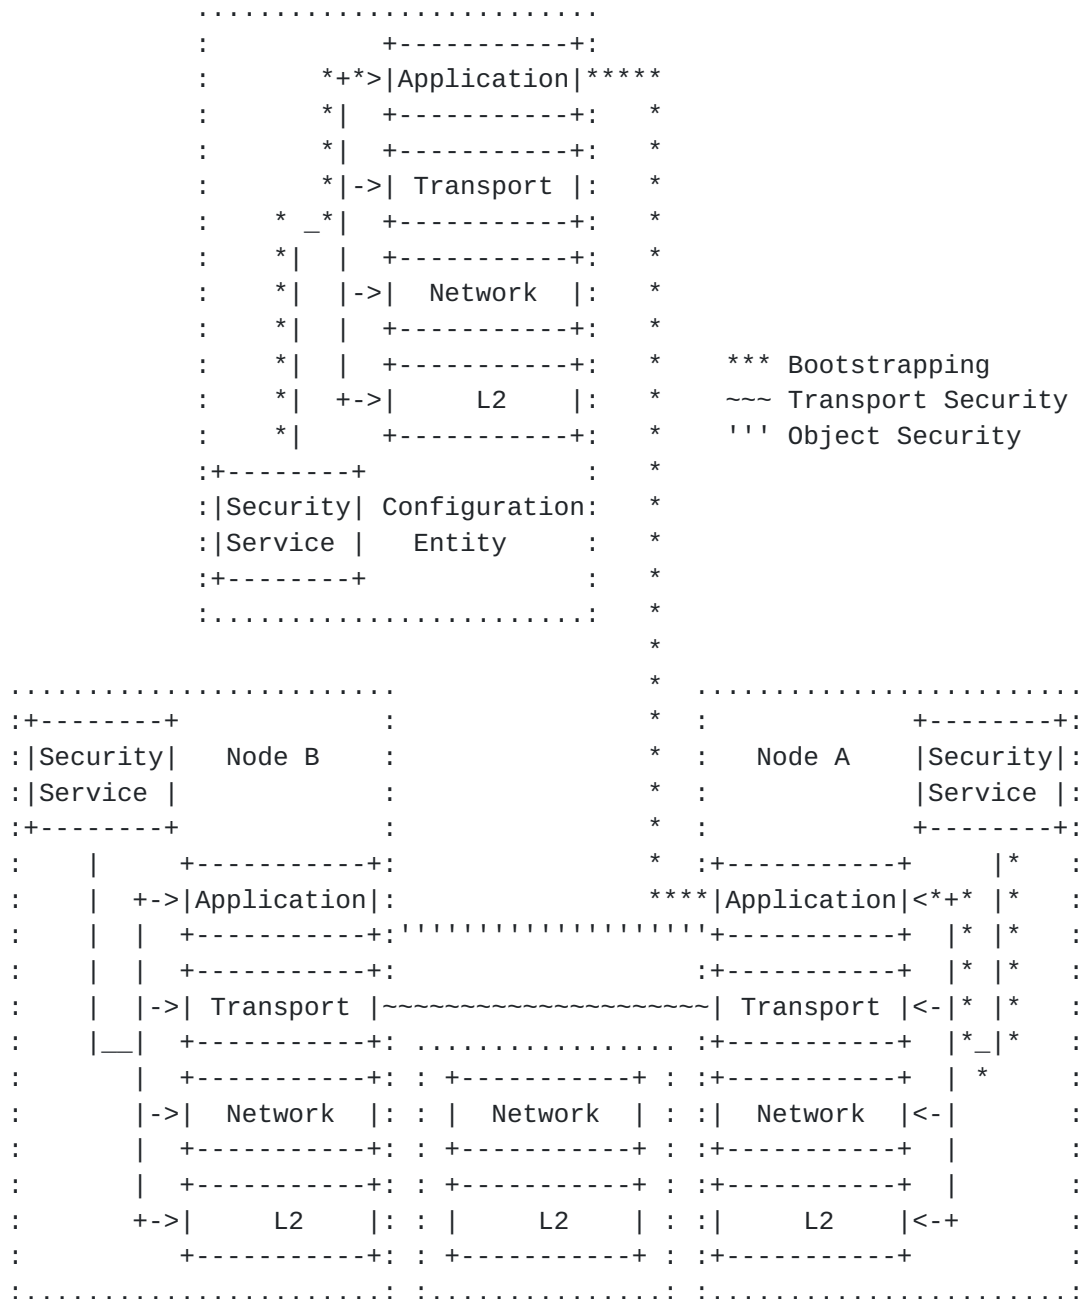 ..........................
:           +-----------+:
:       *+*>|Application|*****
:       *|  +-----------+:   *
:       *|  +-----------+:   *
:       *|->| Transport |:   *
:    * _*|  +-----------+:   *
:    *|  |  +-----------+:   *
:    *|  |->|  Network  |:   *
:    *|  |  +-----------+:   *
:    *|  |  +-----------+:   *    *** Bootstrapping
:    *|  +->|     L2    |:   *    ~~~ Transport Security
:    *|     +-----------+:   *    ''' Object Security
:+--------+              :   *
:|Security| Configuration:   *
:|Service |   Entity     :   *
:+--------+              :   *
:........................:   *
                             *
.........................                 *  .........................
:+--------+             :                *  :             +--------+:
:|Security|   Node B    :                *  :   Node A    |Security|:
:|Service |             :                *  :             |Service |:
:+--------+             :                *  :             +--------+:
:    |     +-----------+:                *  :+-----------+     |*   :
:    |  +->|Application|:                ****|Application|<*+* |*   :
:    |  |  +-----------+:''''''''''''''''''''+-----------+  |* |*   :
:    |  |  +-----------+:                   :+-----------+  |* |*   :
:    |  |->| Transport |~~~~~~~~~~~~~~~~~~~~~| Transport |<-|* |*   :
:    |__|  +-----------+: ................. :+-----------+  |*_|*   :
:       |  +-----------+: : +-----------+ : :+-----------+  | *     :
:       |->|  Network  |: : |  Network  | : :|  Network  |<-|       :
:       |  +-----------+: : +-----------+ : :+-----------+  |       :
:       |  +-----------+: : +-----------+ : :+-----------+  |       :
:       +->|     L2    |: : |     L2    | : :|     L2    |<-+       :
:          +-----------+: : +-----------+ : :+-----------+          :
:.......................: :...............: :.......................: